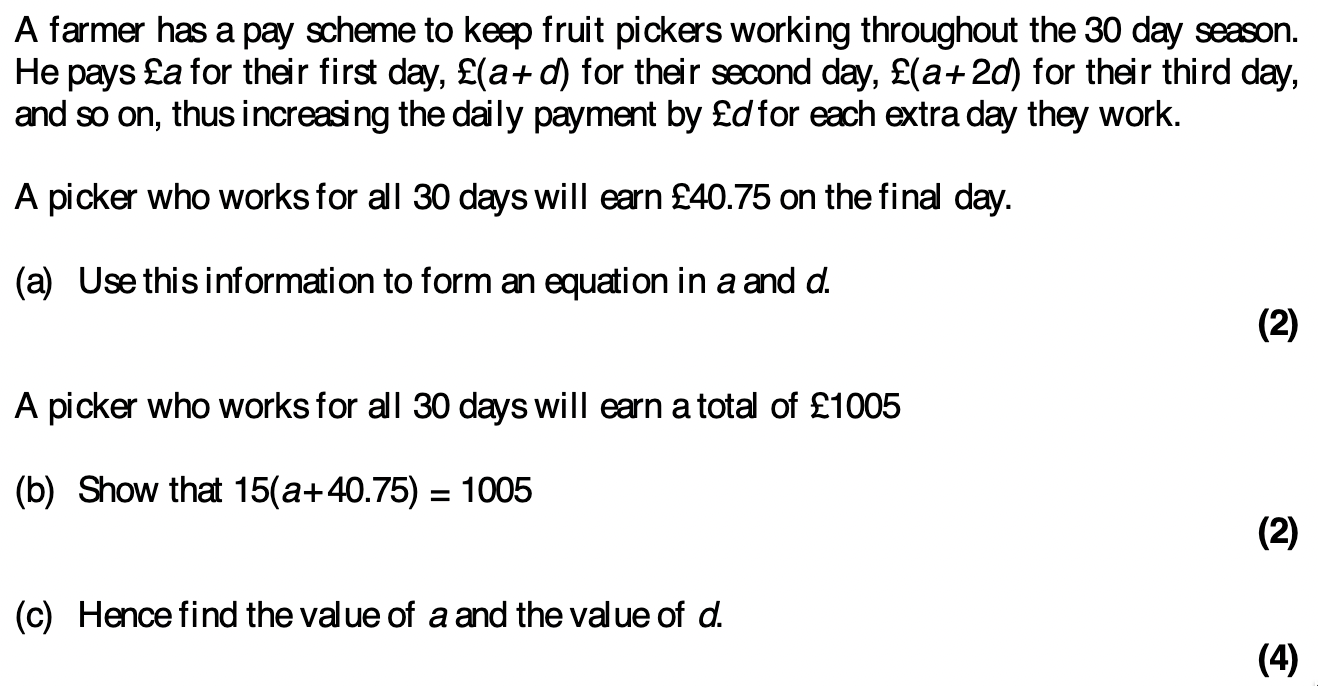 A farmer has a pay scheme to keep fruit pickers working throughout the 30 day season.
He pays £a for their first day, £(a + d) for their second day, £(a + 2d) for their third day,
and so on, thus increasing the daily payment by £d for each extra day they work.
A picker who works for all 30 days will earn £40.75 on the final day.
(a) Use this information to form an equation in a and d.
(2)
A picker who works for all 30 days will earn a total of £1005
(b) Show that 15(a+40.75) = 1005
(2)
(c) Hence find the value of a and the value of d.
(4)